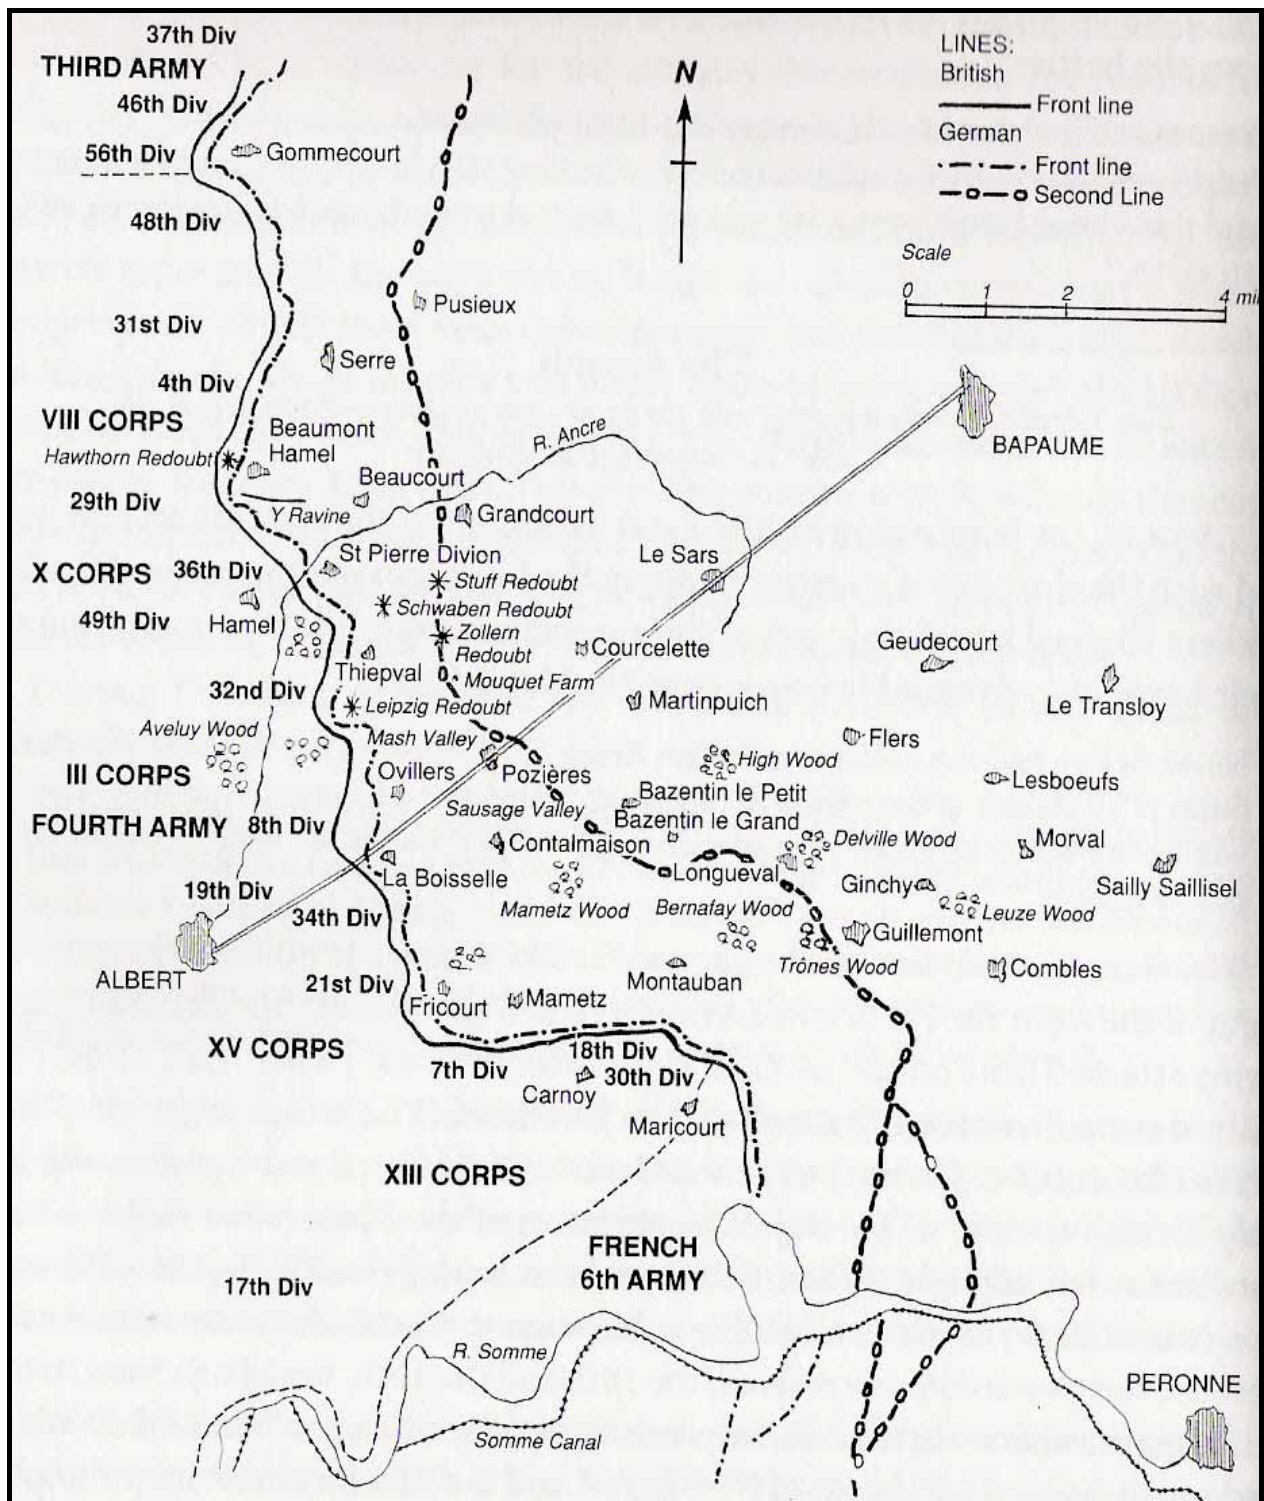 37th Div
THIRD ARMY
46th Div
56th Div
Gommecourt
48th Div
N
LINES:
British
Front line
German
Front line
Second Line
Scale
0 1 2 4 mi
Pusieux
31st Div
Serre
4th Div
VIII CORPS
Beaumont
Hamel
Hawthorn Redoubt
R. Ancre
BAPAUME
Beaucourt
29th Div
Y Ravine
Grandcourt
St Pierre Divion
Le Sars
X CORPS
36th Div
Stuff Redoubt
Schwaben Redoubt
49th Div
Hamel
Zollern
Redoubt
Courcelette
Geudecourt
Thiepval
Mouquet Farm
32nd Div
Leipzig Redoubt
Martinpuich
Le Transloy
Aveluy Wood
Mash Valley
Flers
High Wood
III CORPS
Ovillers
Pozières
Lesboeufs
Bazentin le Petit
Sausage Valley
Bazentin le Grand
FOURTH ARMY
8th Div
Contalmaison
Delville Wood
Morval
La Boisselle
Longueval
Ginchy
Sailly Saillisel
19th Div
Mametz Wood
Bernafay Wood
Leuze Wood
34th Div
Guillemont
ALBERT
21st Div
Trônes Wood
Combles
Montauban
Fricourt
Mametz
XV CORPS
18th Div
7th Div
30th Div
Carnoy
Maricourt
XIII CORPS
FRENCH
6th ARMY
17th Div
R. Somme
PERONNE
Somme Canal